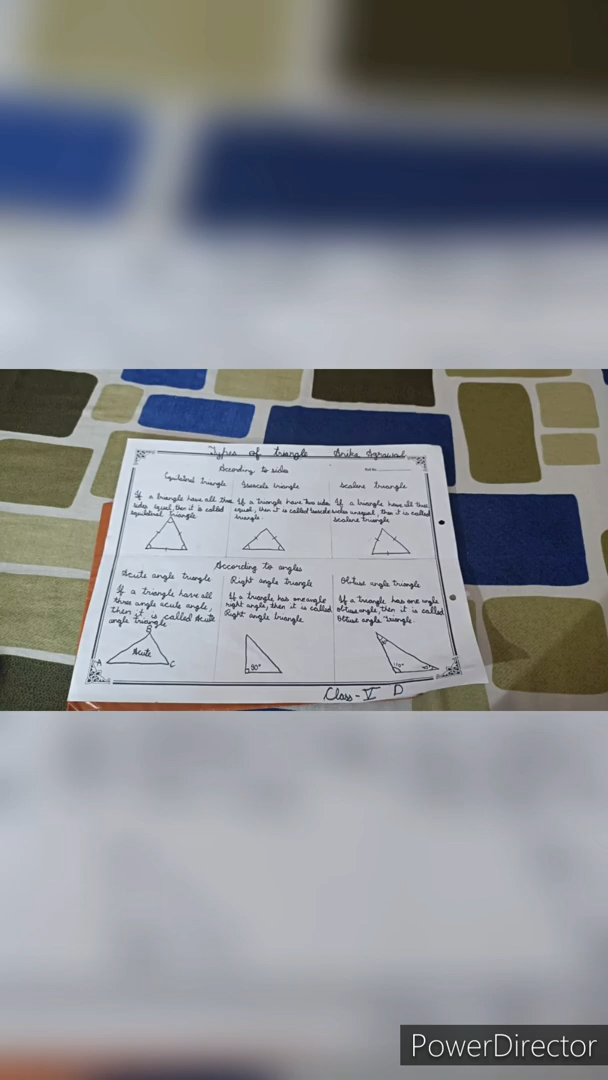 Types of triangle Anika Agrawal
According to sides
Equilateral triangle
Isoscele triangle
Scalene triangle
If a triangle have all three
sides equal, then it is called
equilateral triangle
If a triangle have two sides
equal, then it is called Isoscele
triangle
If a triangle have all three
sides unequal, then it is called
Scalene triangle
According to angles
Acute angle triangle
Right angle triangle
Obtuse angle triangle
If a triangle have all
three angle acute angle,
then it is called Acute
angle triangle
If a triangle has one angle
right angle, then it is called
Right angle triangle
If a triangle has one angle
obtuse angle, then it is called
Obtuse angle triangle.
B
Acute
A C
90°
Class - V D
PowerDirector